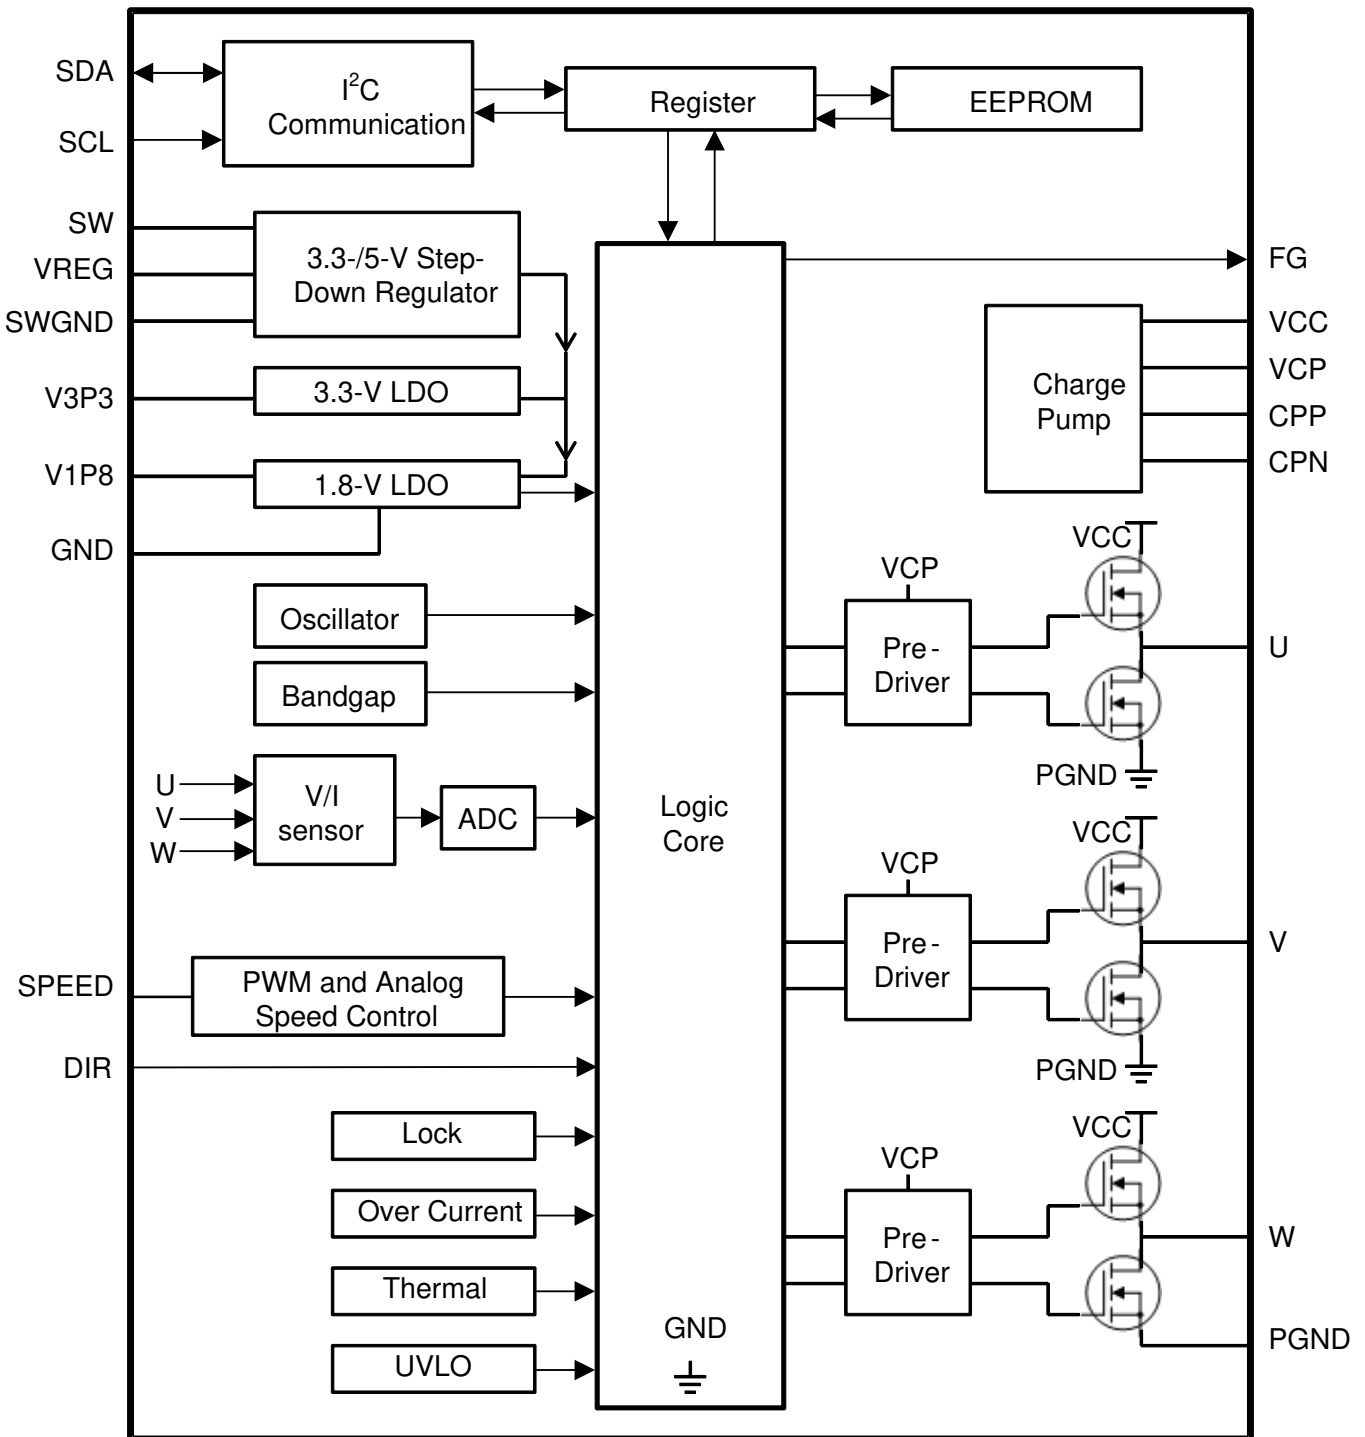 SDA
SCL
I²C
Communication
Register
EEPROM
SW
VREG
SWGND
3.3-/5-V Step-
Down Regulator
V3P3
3.3-V LDO
V1P8
1.8-V LDO
GND
Oscillator
Bandgap
U
V
W
V/I
sensor
ADC
SPEED
PWM and Analog
Speed Control
DIR
Lock
Over Current
Thermal
UVLO
Logic
Core
GND
FG
Charge
Pump
VCC
VCP
CPP
CPN
VCP
Pre-
Driver
VCC
U
PGND
VCP
Pre-
Driver
VCC
V
PGND
VCP
Pre-
Driver
VCC
W
PGND